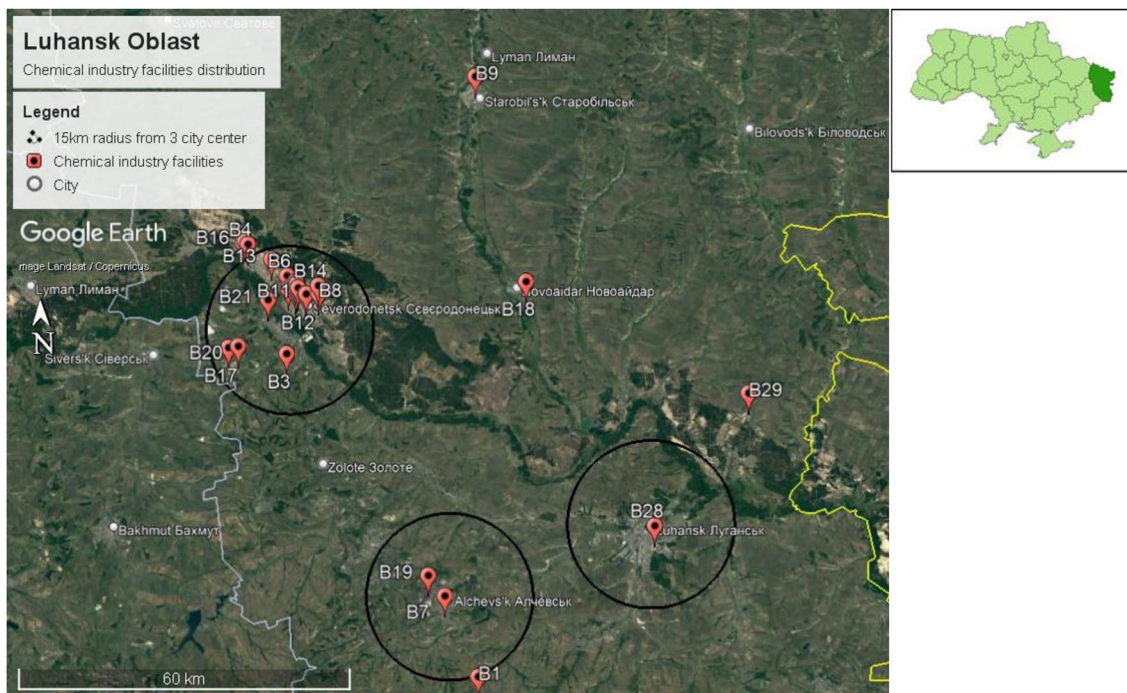 Luhansk Oblast
Chemical industry facilities distribution
Legend
15km radius from 3 city center
Chemical industry facilities
City
Google Earth
mage Landsat / Copernicus
Svatove Сватове
Lyman Лиман
B9
Starobil's'k Старобільськ
Bilovods'k Біловодськ
B4
B16
B13
B6
B14
Lyman Лиман
B21
B11
B8
Novoaidar Новоайдар
B18
Severodonetsk Сєвєродонецьк
B12
N
Sivers'k Сіверськ
B20
B17
B3
B29
Zolote Золоте
Bakhmut Бахмут
B28
Luhansk Луганськ
B19
B7
Alchevs'k Алчевськ
B1
60 km